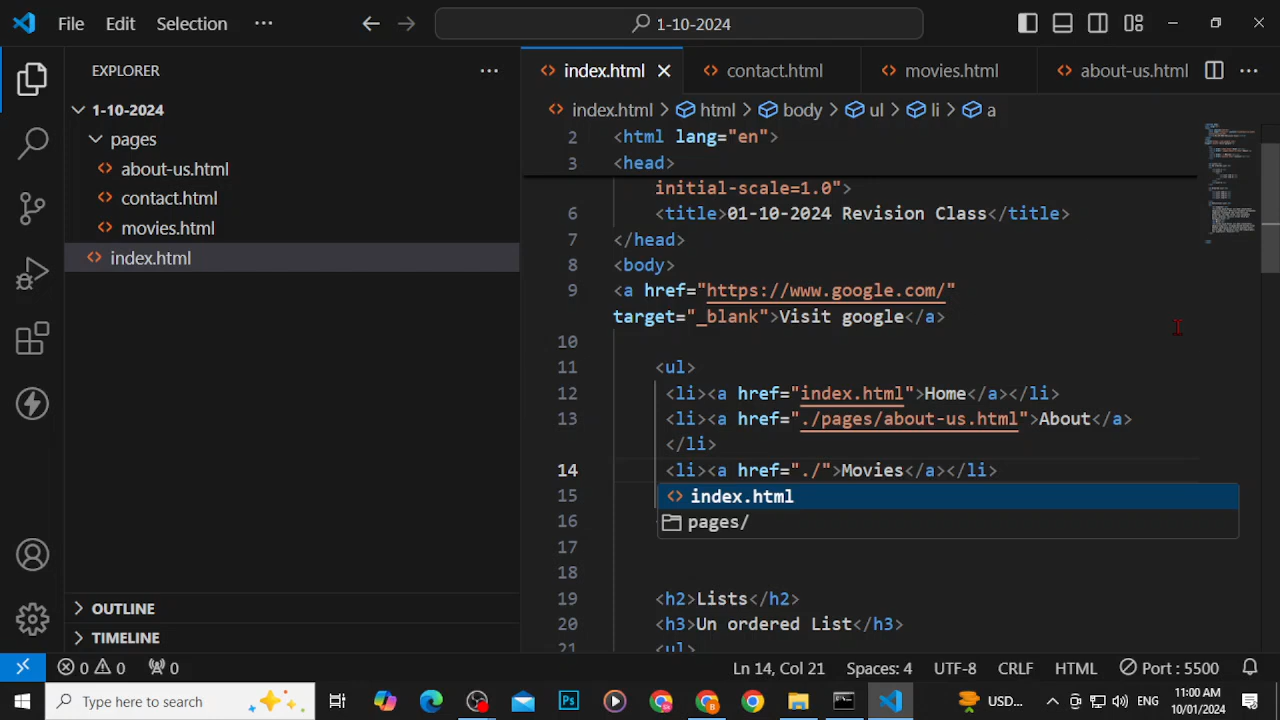 File Edit Selection ··· 1-10-2024
EXPLORER ···
1-10-2024
pages
about-us.html
contact.html
movies.html
index.html
OUTLINE
TIMELINE
index.html contact.html movies.html about-us.html ···
index.html > html > body > ul > li > a
2 <html lang="en">
3 <head>
initial-scale=1.0">
6 <title>01-10-2024 Revision Class</title>
7 </head>
8 <body>
9 <a href="https://www.google.com/"
target="_blank">Visit google</a>
10
11 <ul>
12 <li><a href="index.html">Home</a></li>
13 <li><a href="./pages/about-us.html">About</a>
</li>
14 <li><a href="./">Movies</a></li>
15 index.html
16 pages/
17
18
19 <h2>Lists</h2>
20 <h3>Un ordered List</h3>
21 <ul>
0 0 0 Ln 14, Col 21 Spaces: 4 UTF-8 CRLF HTML Port : 5500
Type here to search USD... ENG 11:00 AM
10/01/2024